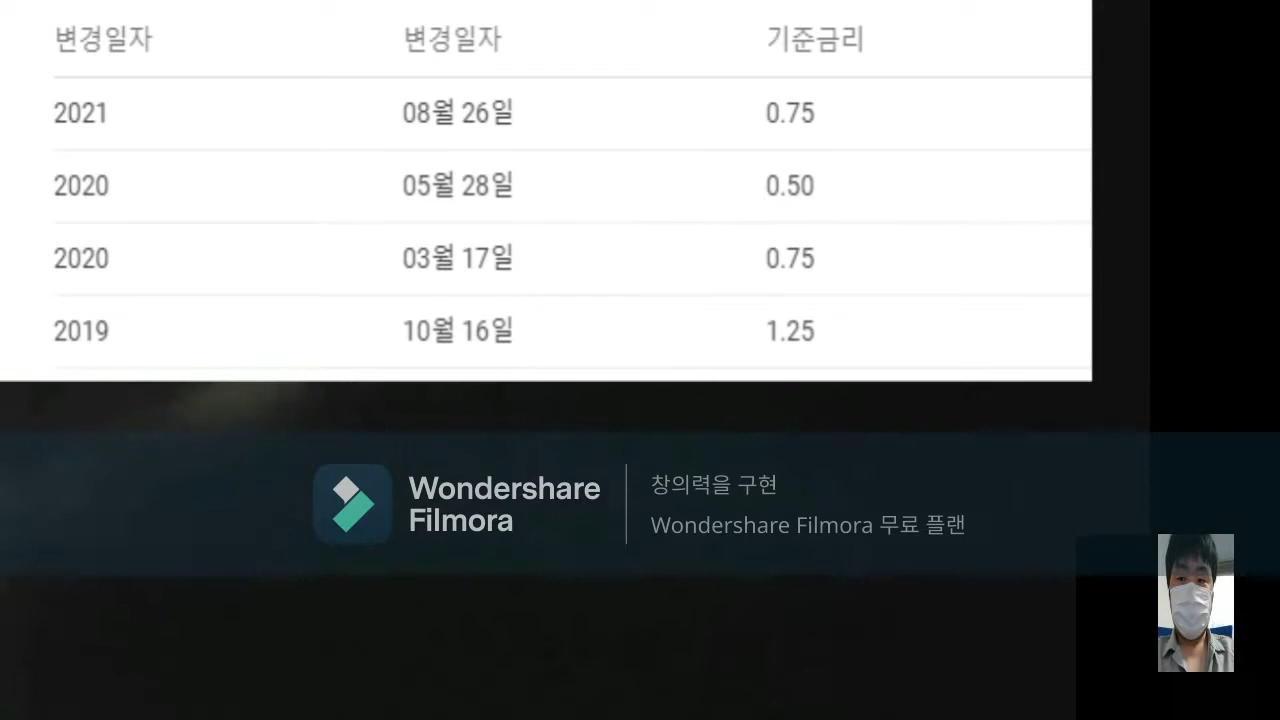 변경일자 변경일자 기준금리
2021 08월 26일 0.75
2020 05월 28일 0.50
2020 03월 17일 0.75
2019 10월 16일 1.25
Wondershare
Filmora
창의력을 구현
Wondershare Filmora 무료 플랜